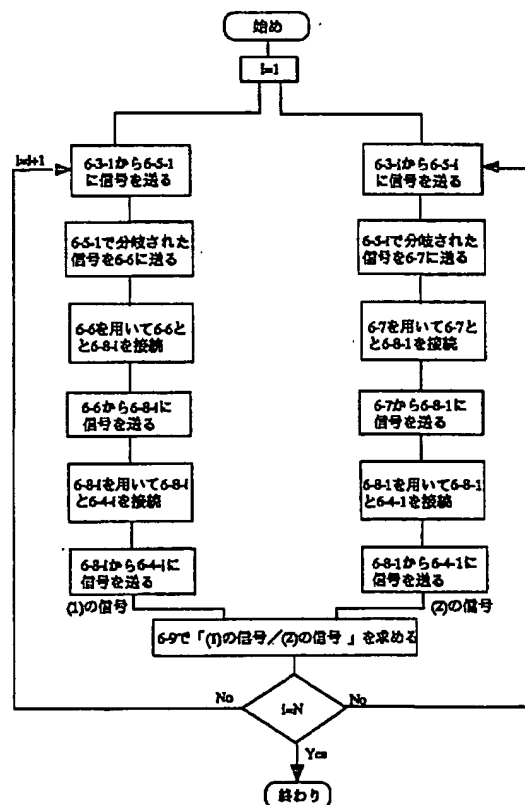 始め
i=1
i=i+1
6-3-1から6-5-1
に信号を送る
6-5-1で分岐された
信号を6-6に送る
6-6を用いて6-6と
と6-8-iを接続
6-6から6-8-iに
信号を送る
6-8-iを用いて6-8-i
と6-4-iを接続
6-8-iから6-4-iに
信号を送る
(1)の信号
6-3-iから6-5-i
に信号を送る
6-5-iで分岐された
信号を6-7に送る
6-7を用いて6-7と
と6-8-1を接続
6-7から6-8-1に
信号を送る
6-8-1を用いて6-8-1
と6-4-1を接続
6-8-1から6-4-1に
信号を送る
(2)の信号
6-9で「(1)の信号／(2)の信号 」を求める
No
i=N
No
Yes
終わり